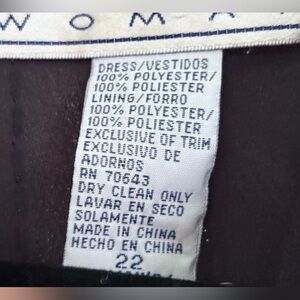 W O M A
DRESS/VESTIDOS
100% POLYESTER/
100% POLIESTER
LINING/FORRO
100% POLYESTER/
100% POLIESTER
EXCLUSIVE OF TRIM
EXCLUSIVO DE
ADORNOS
RN 70643
DRY CLEAN ONLY
LAVAR EN SECO
SOLAMENTE
MADE IN CHINA
HECHO EN CHINA
22